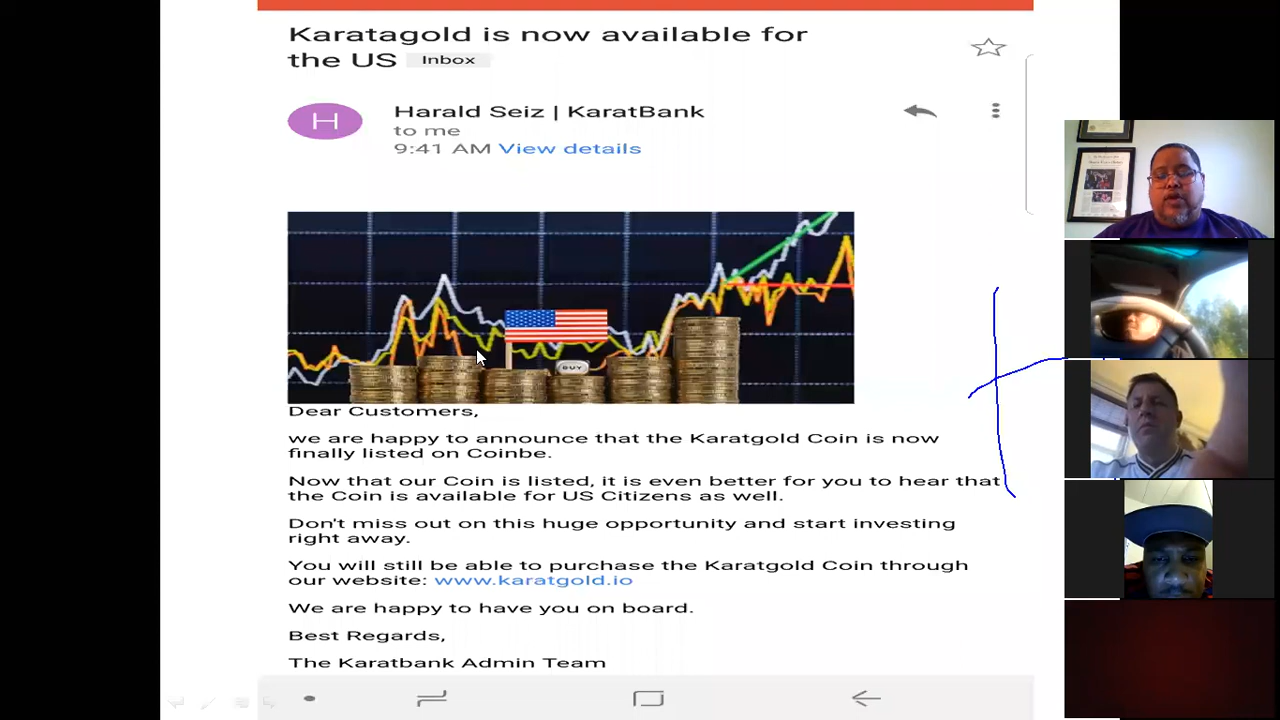 Karatagold is now available for
the US Inbox
H
Harald Seiz | KaratBank
to me
9:41 AM View details
BUY
Dear Customers,
we are happy to announce that the Karatgold Coin is now
finally listed on Coinbe.
Now that our Coin is listed, it is even better for you to hear that
the Coin is available for US Citizens as well.
Don't miss out on this huge opportunity and start investing
right away.
You will still be able to purchase the Karatgold Coin through
our website: www.karatgold.io
We are happy to have you on board.
Best Regards,
The Karatbank Admin Team